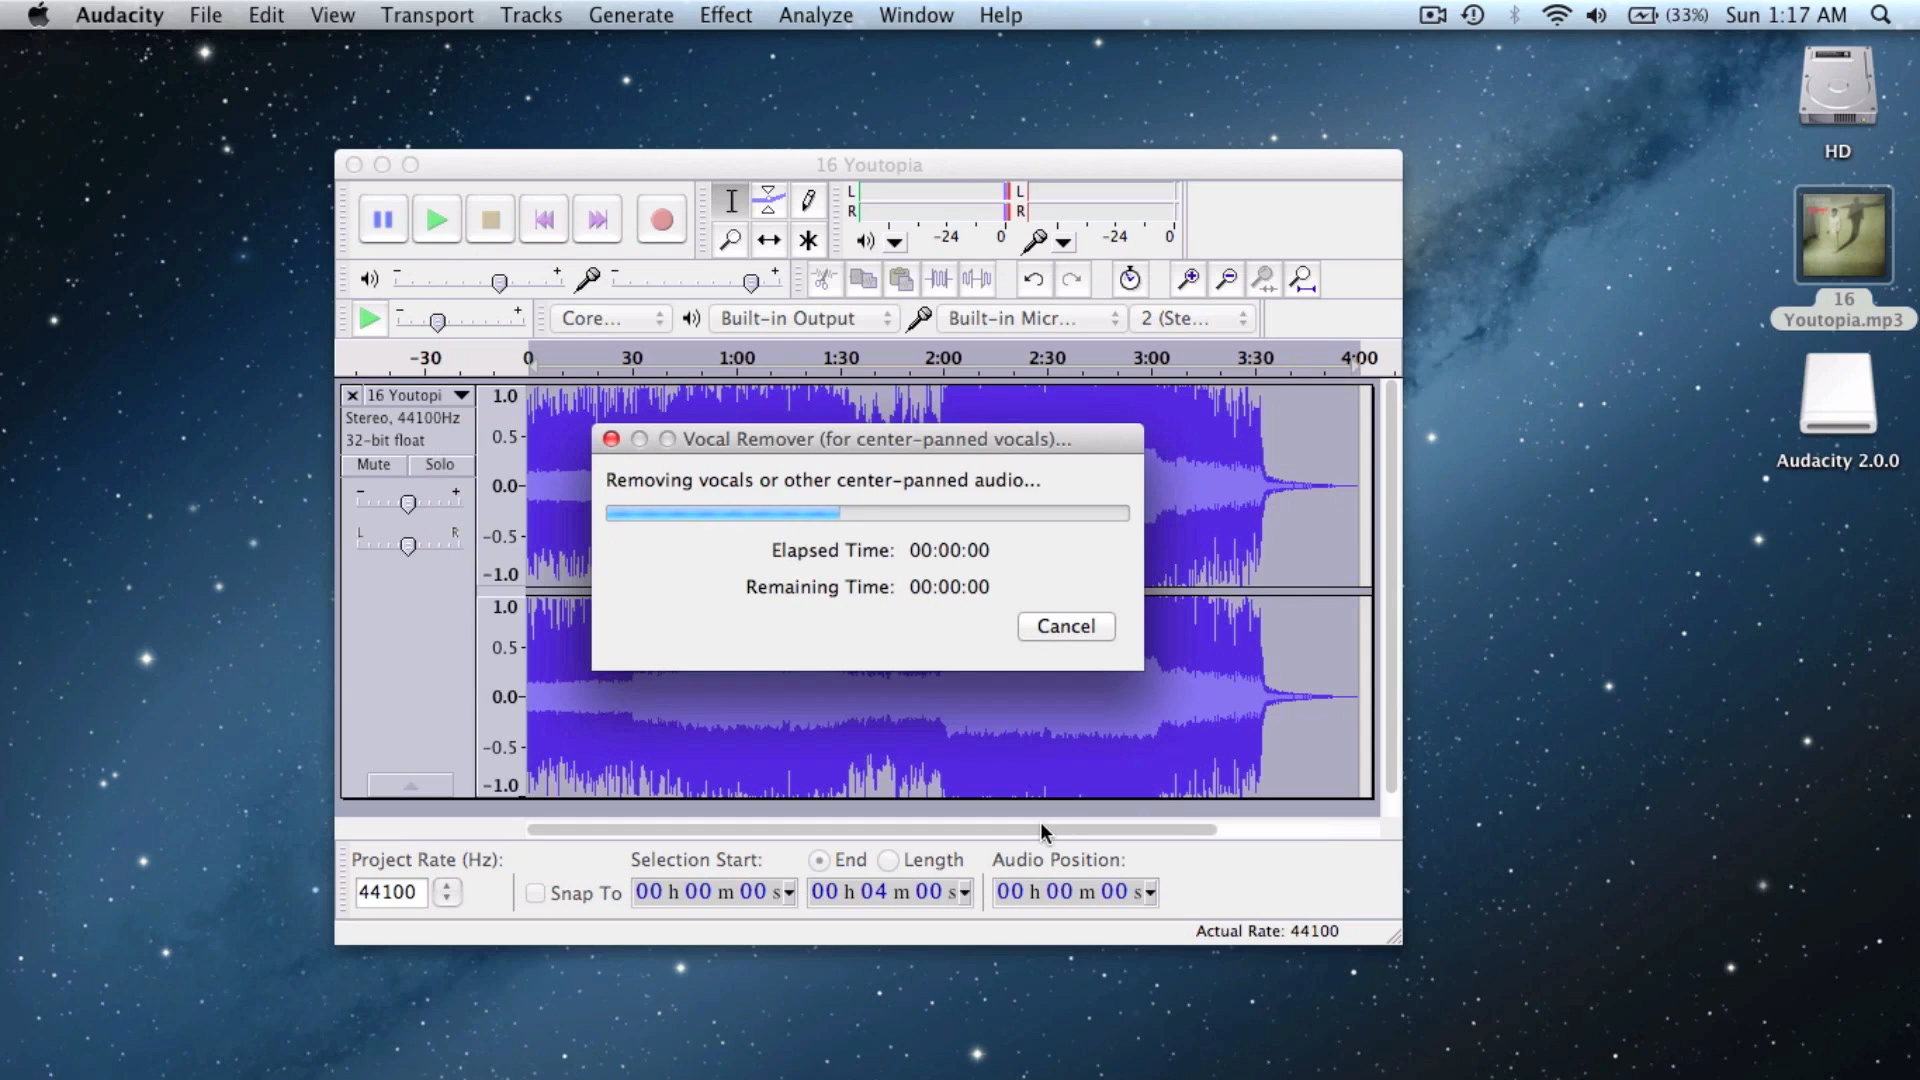 Audacity File Edit View Transport Tracks Generate Effect Analyze Window Help (33%) Sun 1:17 AM
HD
16
Youtopia.mp3
Audacity 2.0.0
16 Youtopia
L
R
-24 0
L
R
-24 0
- +
- +
- +
Core... Built-in Output Built-in Micr... 2 (Ste...
-30 0 30 1:00 1:30 2:00 2:30 3:00 3:30 4:00
16 Youtopi
Stereo, 44100Hz
32-bit float
Mute Solo
- +
L R
1.0
0.5-
0.0-
-0.5-
-1.0
1.0
0.5-
0.0-
-0.5-
-1.0
Vocal Remover (for center-panned vocals)...
Removing vocals or other center-panned audio...
Elapsed Time: 00:00:00
Remaining Time: 00:00:00
Cancel
Project Rate (Hz): Selection Start: End Length Audio Position:
44100 Snap To 00 h 00 m 00 s 00 h 04 m 00 s 00 h 00 m 00 s
Actual Rate: 44100